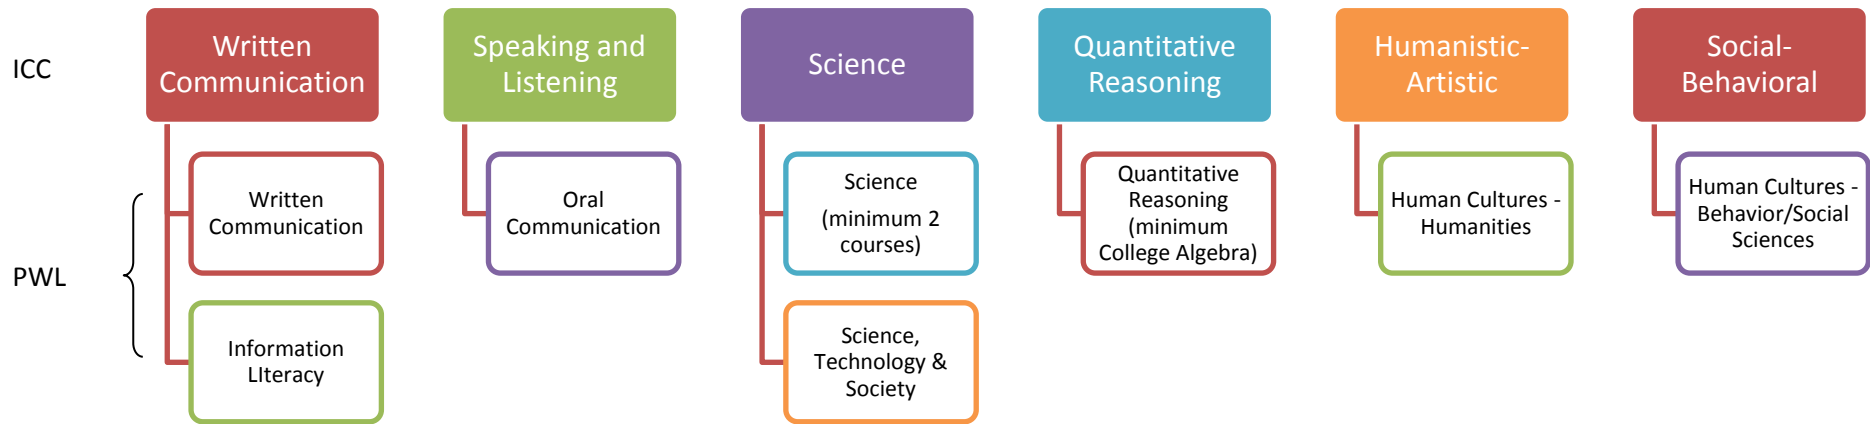 ICC
Written
Communication
Speaking and
Listening
Science
Quantitative
Reasoning
Humanistic-
Artistic
Social-
Behavioral
PWL
Written
Communication
Information
LIteracy
Oral
Communication
Science
(minimum 2
courses)
Science,
Technology &
Society
Quantitative
Reasoning
(minimum
College Algebra)
Human Cultures -
Humanities
Human Cultures -
Behavior/Social
Sciences